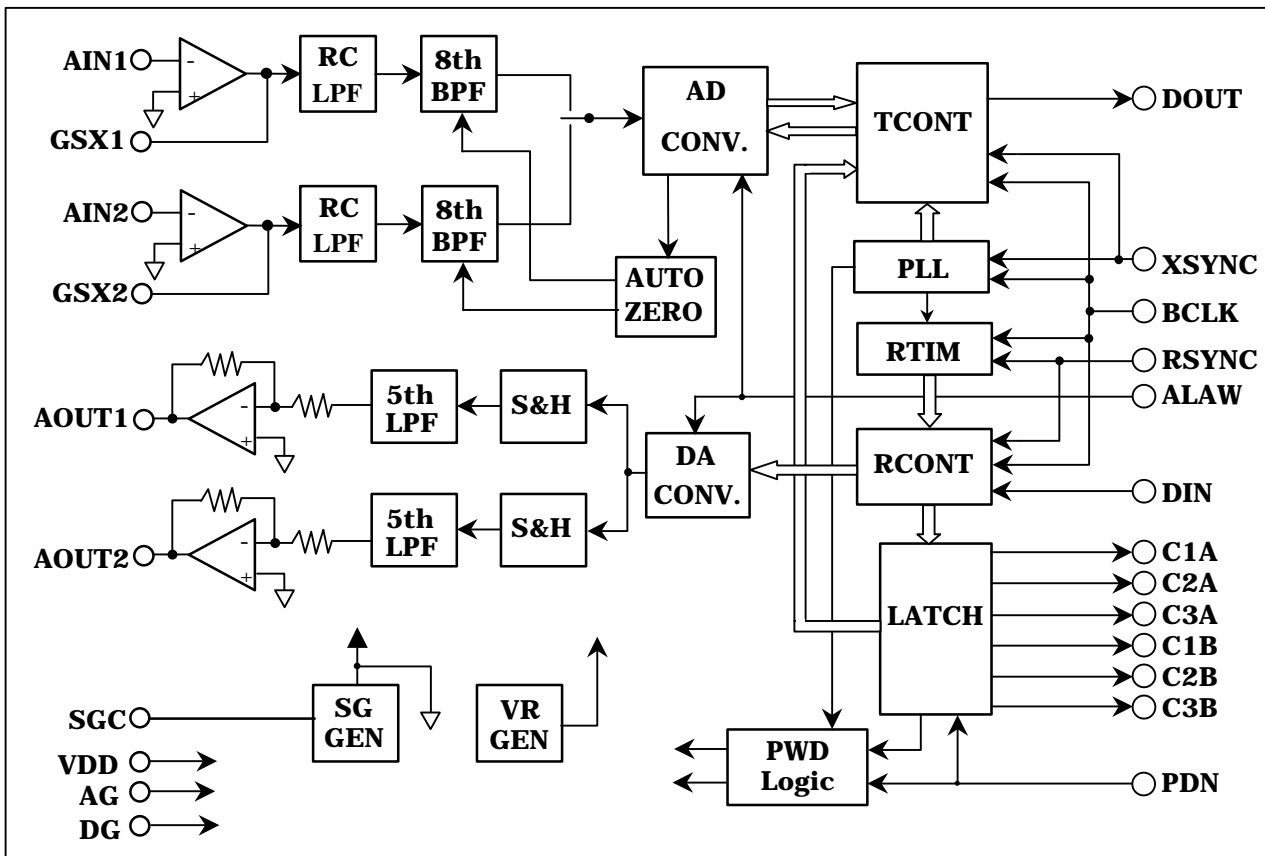 AIN1
-
+
GSX1
RC
LPF
8th
BPF
AD
CONV.
TCONT
DOUT
AIN2
-
+
GSX2
RC
LPF
8th
BPF
AUTO
ZERO
PLL
XSYNC
BCLK
RTIM
RSYNC
ALAW
AOUT1
-
+
5th
LPF
S&H
DA
CONV.
RCONT
DIN
AOUT2
-
+
5th
LPF
S&H
LATCH
C1A
C2A
C3A
C1B
C2B
C3B
SGC
SG
GEN
VR
GEN
PWD
Logic
PDN
VDD
AG
DG